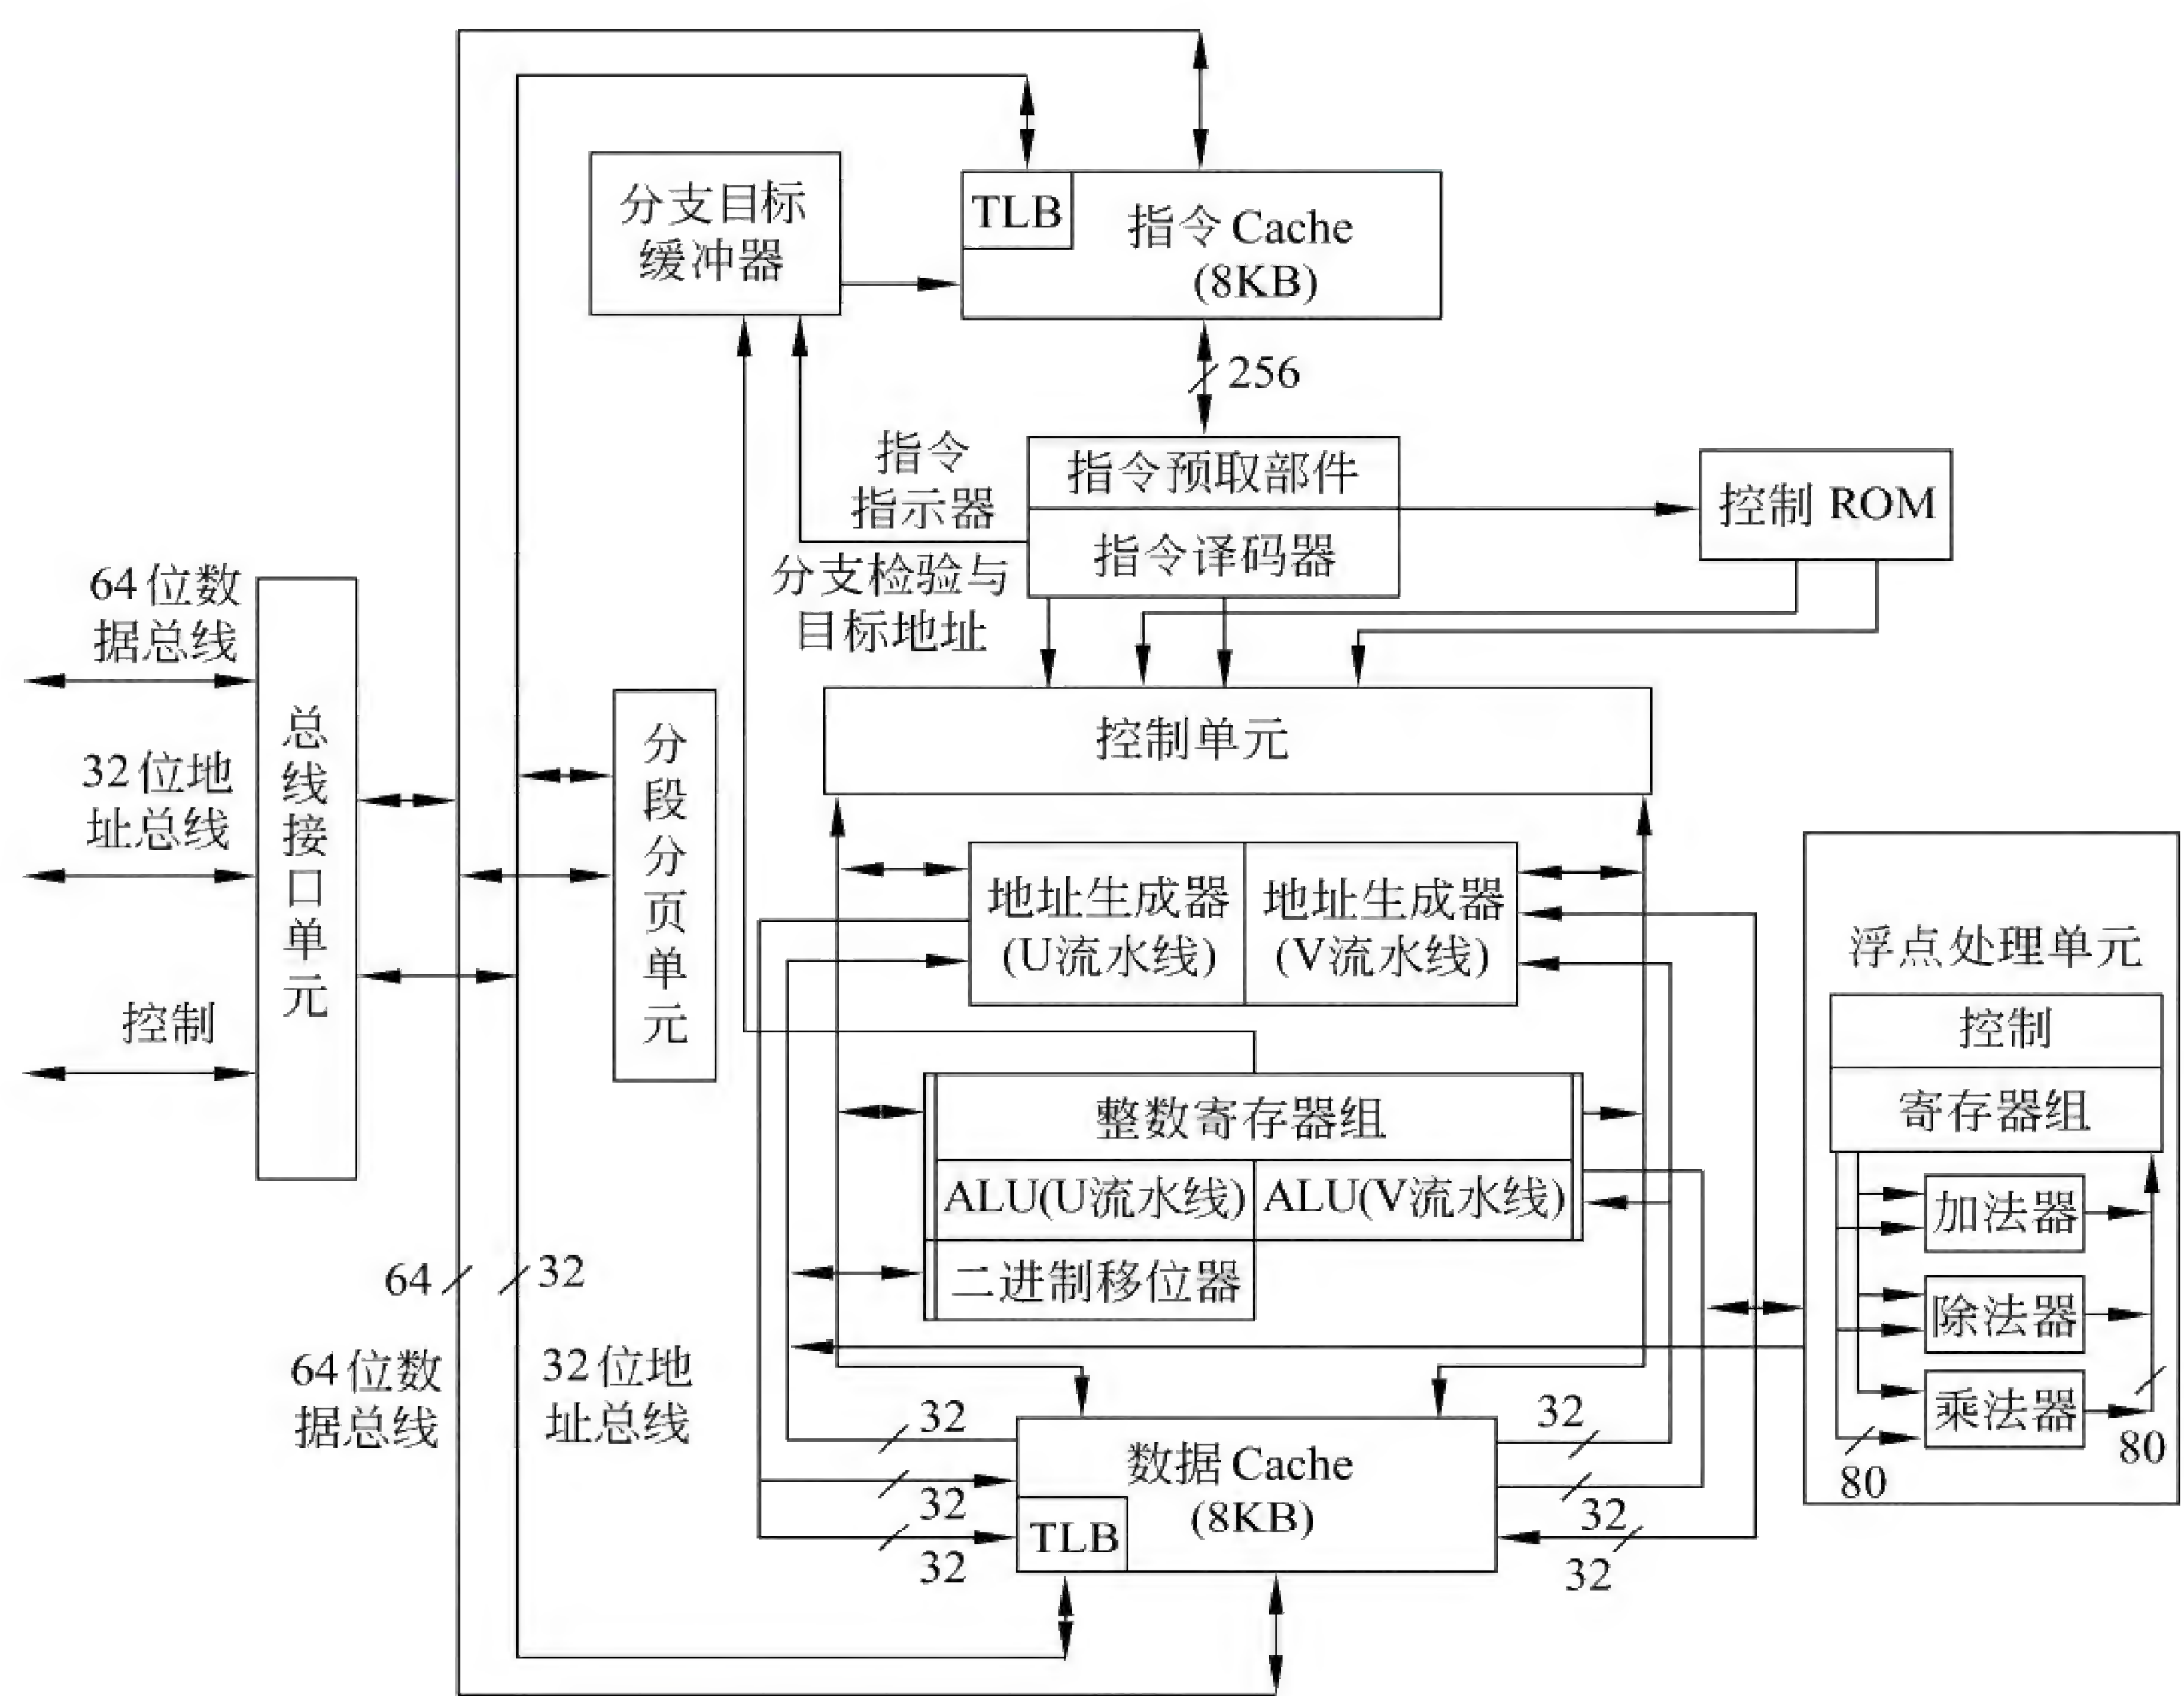 分支目标
缓冲器
TLB
指令 Cache
(8KB)
256
指令
指示器
指令预取部件
指令译码器
控制 ROM
分支检验与
目标地址
64位数
据总线
32位地
址总线
控制
总
线
接
口
单
元
分
段
分
页
单
元
控制单元
地址生成器
(U流水线)
地址生成器
(V流水线)
整数寄存器组
ALU(U流水线)
ALU(V流水线)
二进制移位器
浮点处理单元
控制
寄存器组
加法器
除法器
乘法器
80
80
64
32
64位数
据总线
32位地
址总线
32
32
32
数据 Cache
(8KB)
TLB
32
32
32